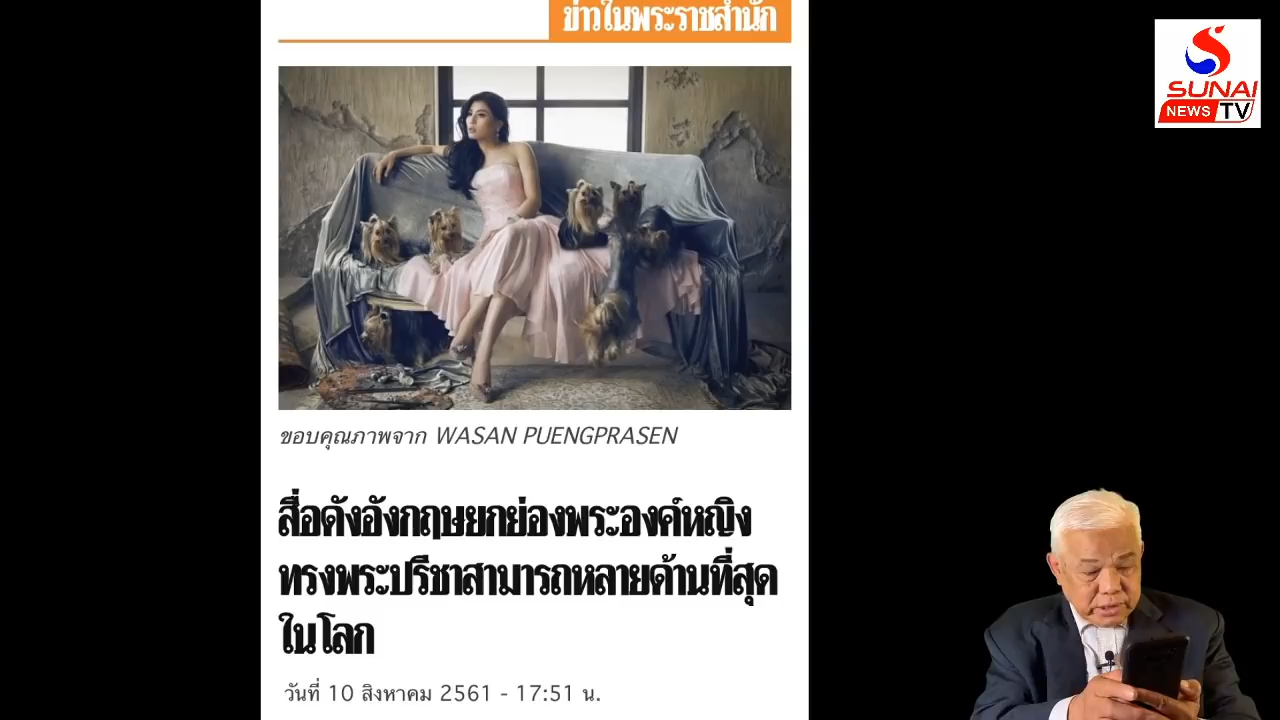 ข่าวในพระราชสำนัก
SUNAI
NEWS TV
ขอบคุณภาพจาก WASAN PUENGPRASEN
สื่อดังอังกฤษยกย่องพระองค์หญิง
ทรงพระปรีชาสามารถหลายด้านที่สุด
ในโลก
วันที่ 10 สิงหาคม 2561 - 17:51 น.